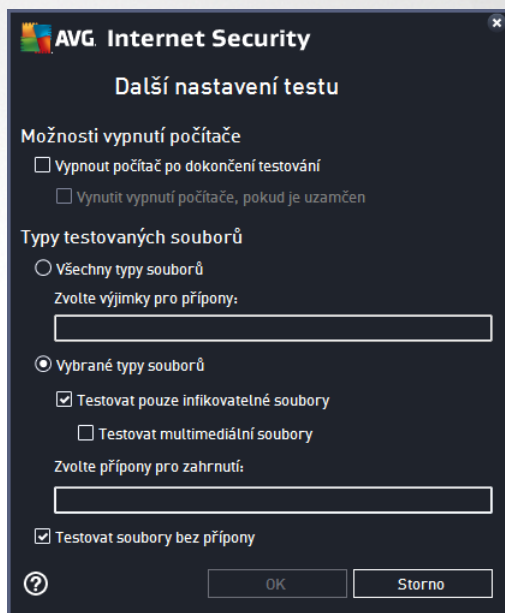 AVG. Internet Security
Další nastavení testu
Možnosti vypnutí počítače
Vypnout počítač po dokončení testování
Vynutit vypnutí počítače, pokud je uzamčen
Typy testovaných souborů
Všechny typy souborů
Zvolte výjimky pro přípony:
Vybrané typy souborů
Testovat pouze infikovatelné soubory
Testovat multimediální soubory
Zvolte přípony pro zahrnutí:
Testovat soubory bez přípony
OK
Storno